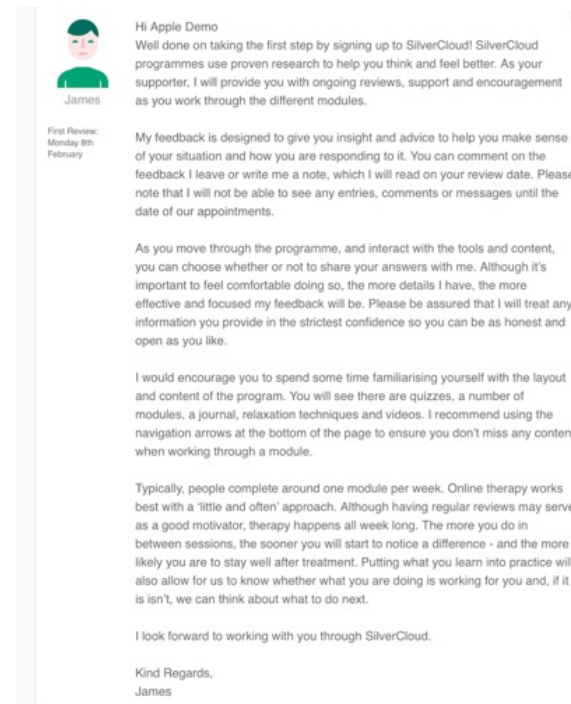 Hi Apple Demo
Well done on taking the first step by signing up to SilverCloud! SilverCloud
programmes use proven research to help you think and feel better. As your
supporter, I will provide you with ongoing reviews, support and encouragement
as you work through the different modules.
James
First Review:
Monday 8th
February
My feedback is designed to give you insight and advice to help you make sense
of your situation and how you are responding to it. You can comment on the
feedback I leave or write me a note, which I will read on your review date. Please
note that I will not be able to see any entries, comments or messages until the
date of our appointments.
As you move through the programme, and interact with the tools and content,
you can choose whether or not to share your answers with me. Although it's
important to feel comfortable doing so, the more details I have, the more
effective and focused my feedback will be. Please be assured that I will treat any
information you provide in the strictest confidence so you can be as honest and
open as you like.
I would encourage you to spend some time familiarising yourself with the layout
and content of the program. You will see there are quizzes, a number of
modules, a journal, relaxation techniques and videos. I recommend using the
navigation arrows at the bottom of the page to ensure you don't miss any conten
when working through a module.
Typically, people complete around one module per week. Online therapy works
best with a 'little and often' approach. Although having regular reviews may serve
as a good motivator, therapy happens all week long. The more you do in
between sessions, the sooner you will start to notice a difference - and the more
likely you are to stay well after treatment. Putting what you learn into practice will
also allow for us to know whether what you are doing is working for you and, if it
is isn't, we can think about what to do next.
I look forward to working with you through SilverCloud.
Kind Regards,
James